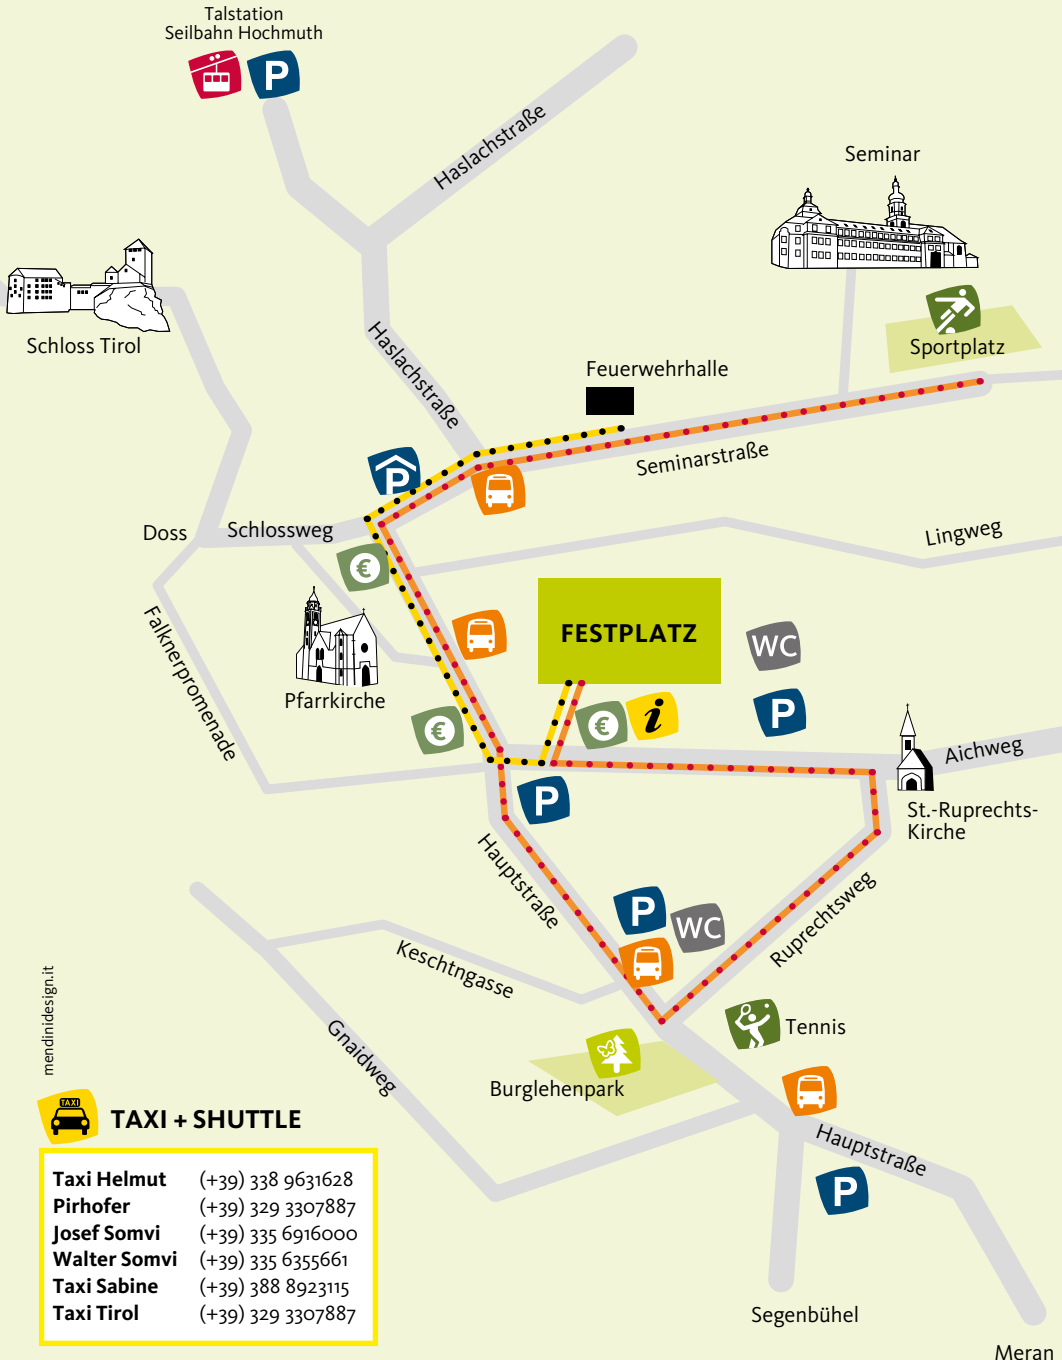 Talstation
Seilbahn Hochmuth
P
Haslachstraße
Seminar
Schloss Tirol
Sportplatz
Haslachstraße
Feuerwehrhalle
Seminarstraße
P
Doss
Schlossweg
Lingweg
€
Falknerpromenade
FESTPLATZ
WC
Pfarrkirche
€
€
i
P
Aichweg
P
St.-Ruprechts-
Kirche
Hauptstraße
Ruprechtsweg
P
WC
Keschtngasse
mendinidesign.it
Gnaidweg
Tennis
Burglehenpark
Hauptstraße
P
Segenbühel
Meran
TAXI
TAXI + SHUTTLE
Taxi Helmut (+39) 338 9631628
Pirhofer (+39) 329 3307887
Josef Somvi (+39) 335 6916000
Walter Somvi (+39) 335 6355661
Taxi Sabine (+39) 388 8923115
Taxi Tirol (+39) 329 3307887